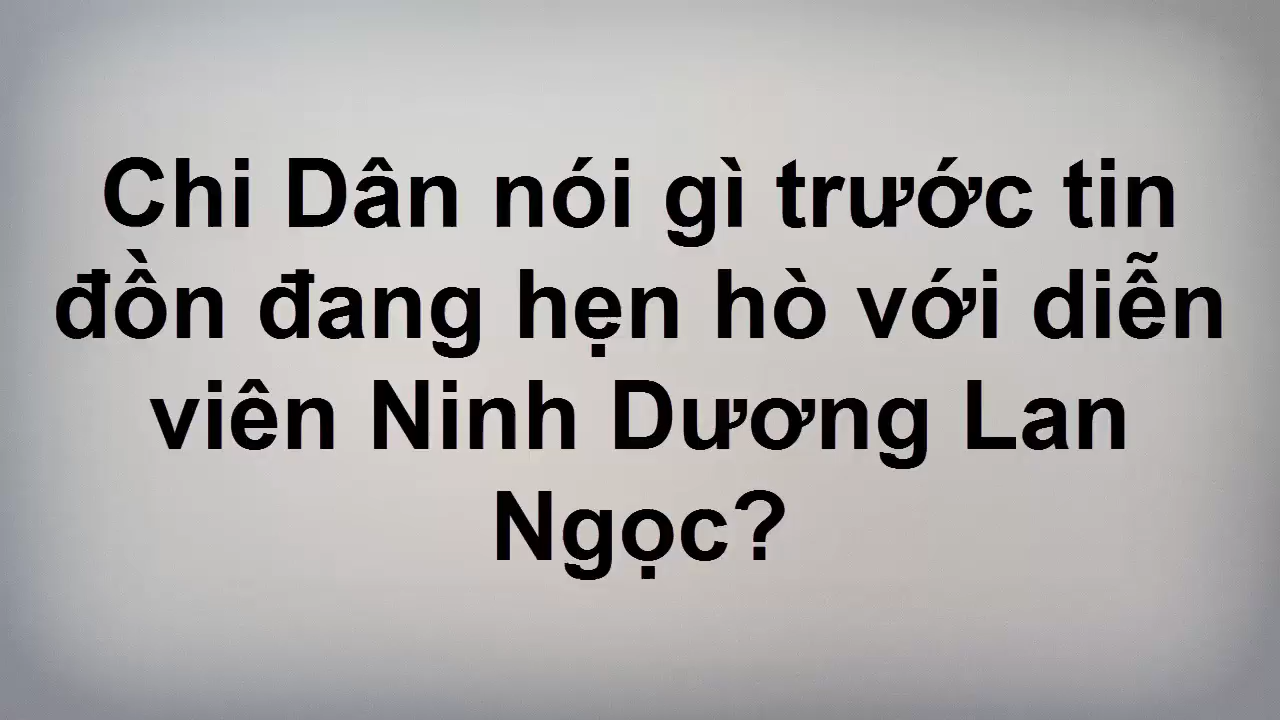 Chi Dân nói gì trước tin
đồn đang hẹn hò với diễn
viên Ninh Dương Lan
Ngọc?